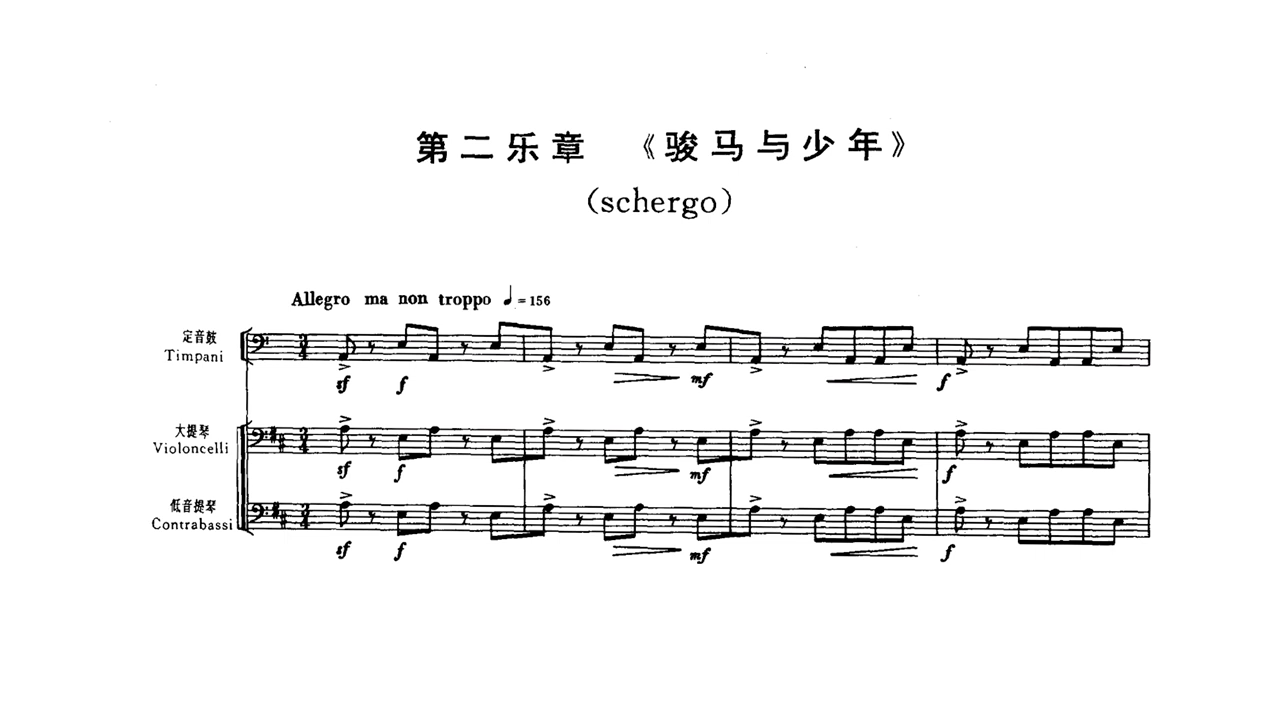 第二乐章 《骏马与少年》
(schergo)
Allegro ma non troppo ♩=156
定音鼓
Timpani
sf f mf f
大提琴
Violoncelli
sf f mf f
低音提琴
Contrabassi
sf f mf f